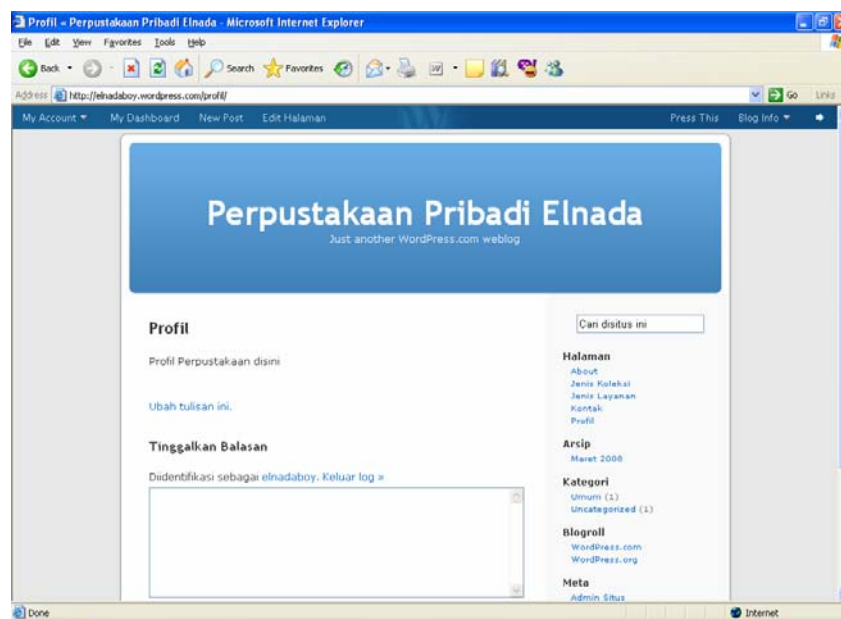 Profil « Perpustakaan Pribadi Elnada - Microsoft Internet Explorer
File Edit View Favorites Tools Help
Back Search Favorites
Address http://elnadaboy.wordpress.com/profil/ Go Links
My Account My Dashboard New Post Edit Halaman Press This Blog Info
Perpustakaan Pribadi Elnada
Just another WordPress.com weblog
Profil
Profil Perpustakaan disini
Ubah tulisan ini.
Tinggalkan Balasan
Diidentifikasi sebagai elnadaboy. Keluar log »
Cari disitus ini
Halaman
About
Jenis Koleksi
Jenis Layanan
Kontak
Profil
Arsip
Maret 2008
Kategori
Umum (1)
Uncategorized (1)
Blogroll
WordPress.com
WordPress.org
Meta
Admin Situs
Done Internet